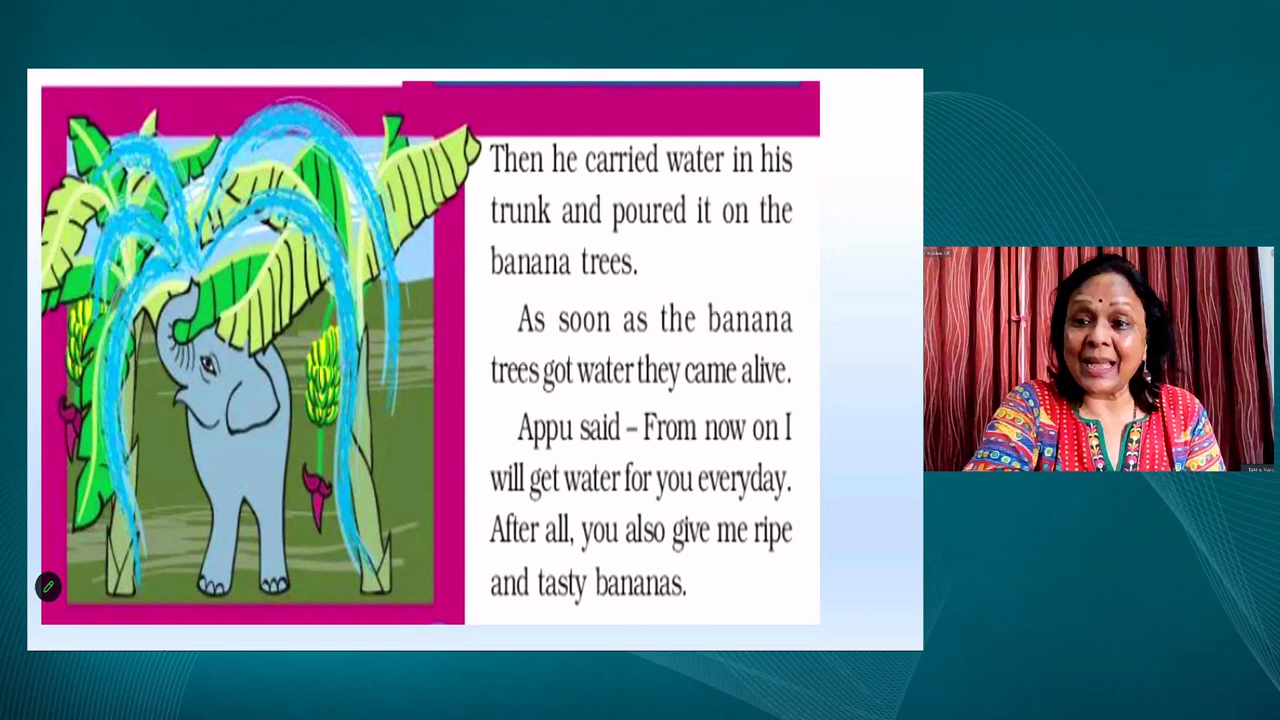 Then he carried water in his
trunk and poured it on the
banana trees.
As soon as the banana
trees got water they came alive.
Appu said – From now on I
will get water for you everyday.
After all, you also give me ripe
and tasty bananas.